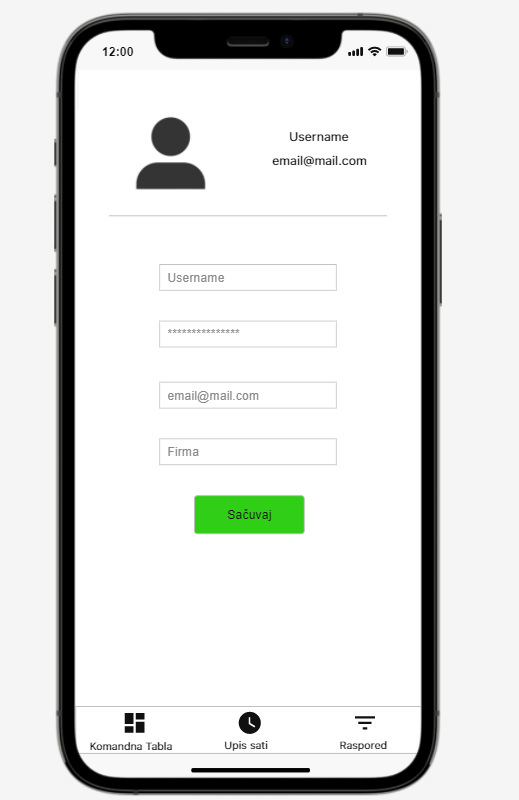 12:00
Username
email@mail.com
Username
***************
email@mail.com
Firma
Sačuvaj
Komandna Tabla
Upis sati
Raspored